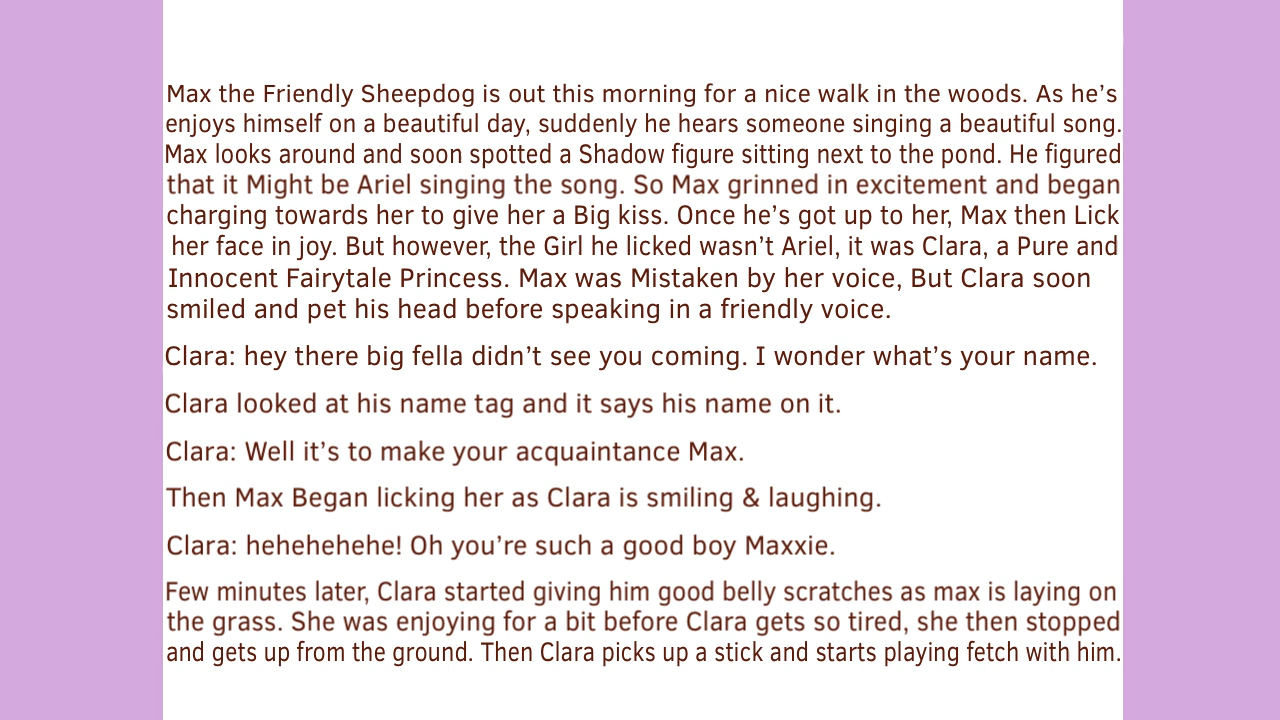 Max the Friendly Sheepdog is out this morning for a nice walk in the woods. As he’s
enjoys himself on a beautiful day, suddenly he hears someone singing a beautiful song.
Max looks around and soon spotted a Shadow figure sitting next to the pond. He figured
that it Might be Ariel singing the song. So Max grinned in excitement and began
charging towards her to give her a Big kiss. Once he’s got up to her, Max then Lick
her face in joy. But however, the Girl he licked wasn’t Ariel, it was Clara, a Pure and
Innocent Fairytale Princess. Max was Mistaken by her voice, But Clara soon
smiled and pet his head before speaking in a friendly voice.
Clara: hey there big fella didn’t see you coming. I wonder what’s your name.
Clara looked at his name tag and it says his name on it.
Clara: Well it’s to make your acquaintance Max.
Then Max Began licking her as Clara is smiling & laughing.
Clara: hehehehehe! Oh you’re such a good boy Maxxie.
Few minutes later, Clara started giving him good belly scratches as max is laying on
the grass. She was enjoying for a bit before Clara gets so tired, she then stopped
and gets up from the ground. Then Clara picks up a stick and starts playing fetch with him.